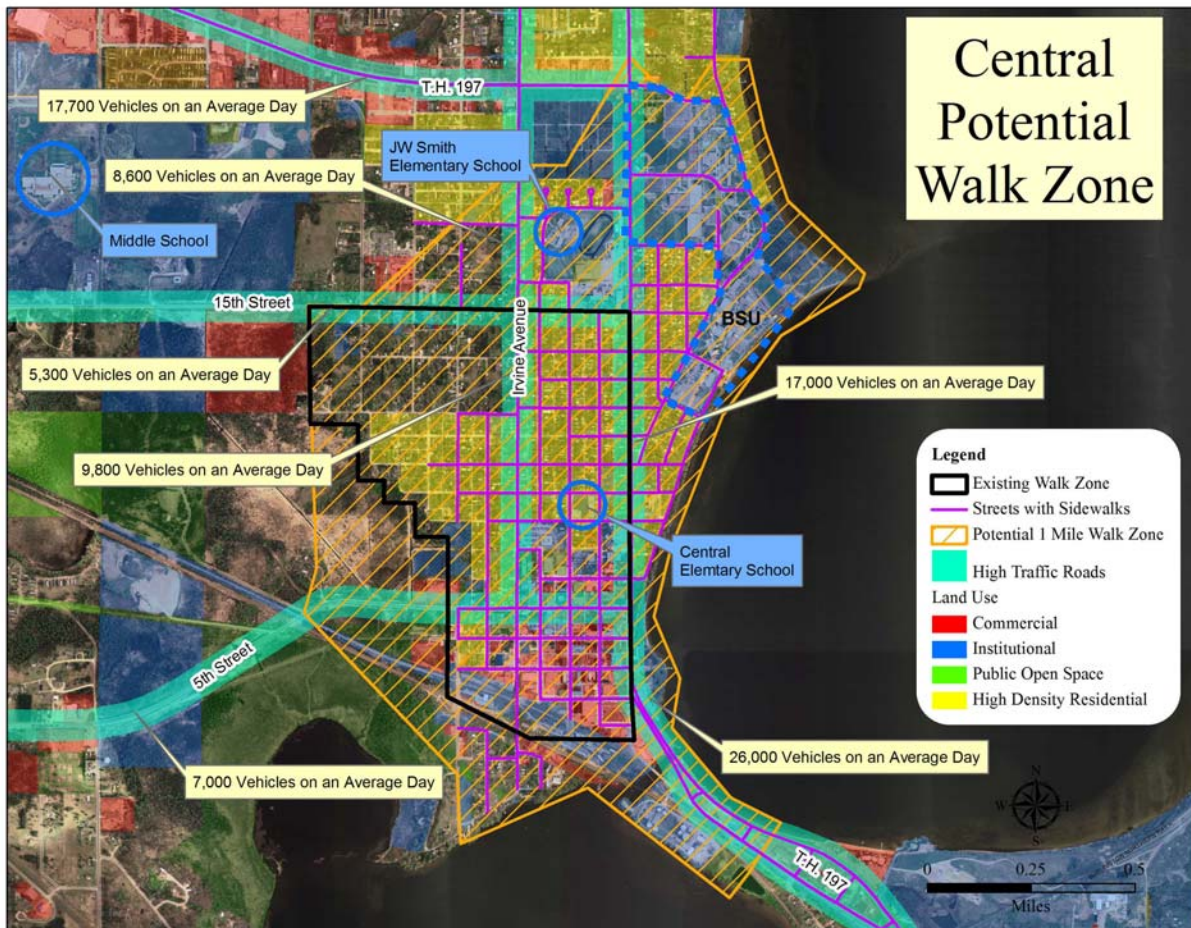 Central
Potential
Walk Zone
T.H. 197
17,700 Vehicles on an Average Day
JW Smith
Elementary School
8,600 Vehicles on an Average Day
Middle School
15th Street
Irvine Avenue
BSU
5,300 Vehicles on an Average Day
17,000 Vehicles on an Average Day
9,800 Vehicles on an Average Day
Central
Elemtary School
5th Street
7,000 Vehicles on an Average Day
26,000 Vehicles on an Average Day
T.H. 197
Legend
Existing Walk Zone
Streets with Sidewalks
Potential 1 Mile Walk Zone
High Traffic Roads
Land Use
Commercial
Institutional
Public Open Space
High Density Residential
N
W
E
S
0
0.25
0.5
Miles